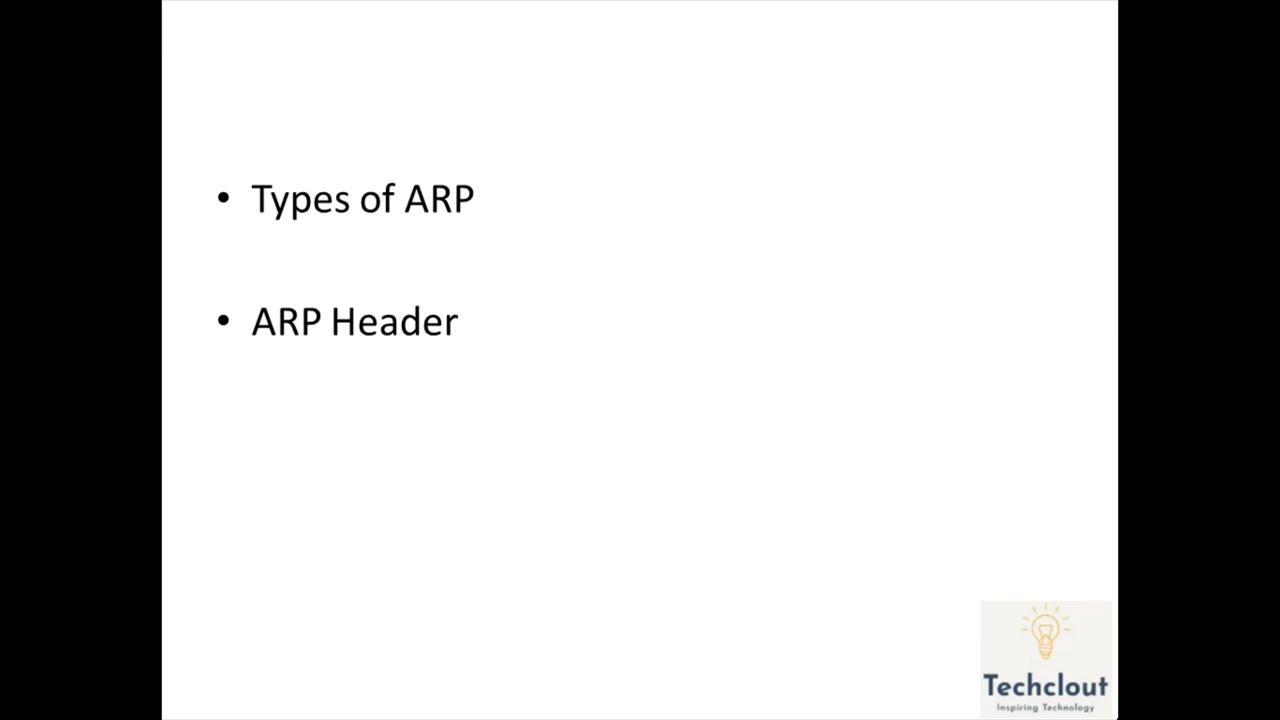 • Types of ARP
• ARP Header
Techclout
Inspiring Technology